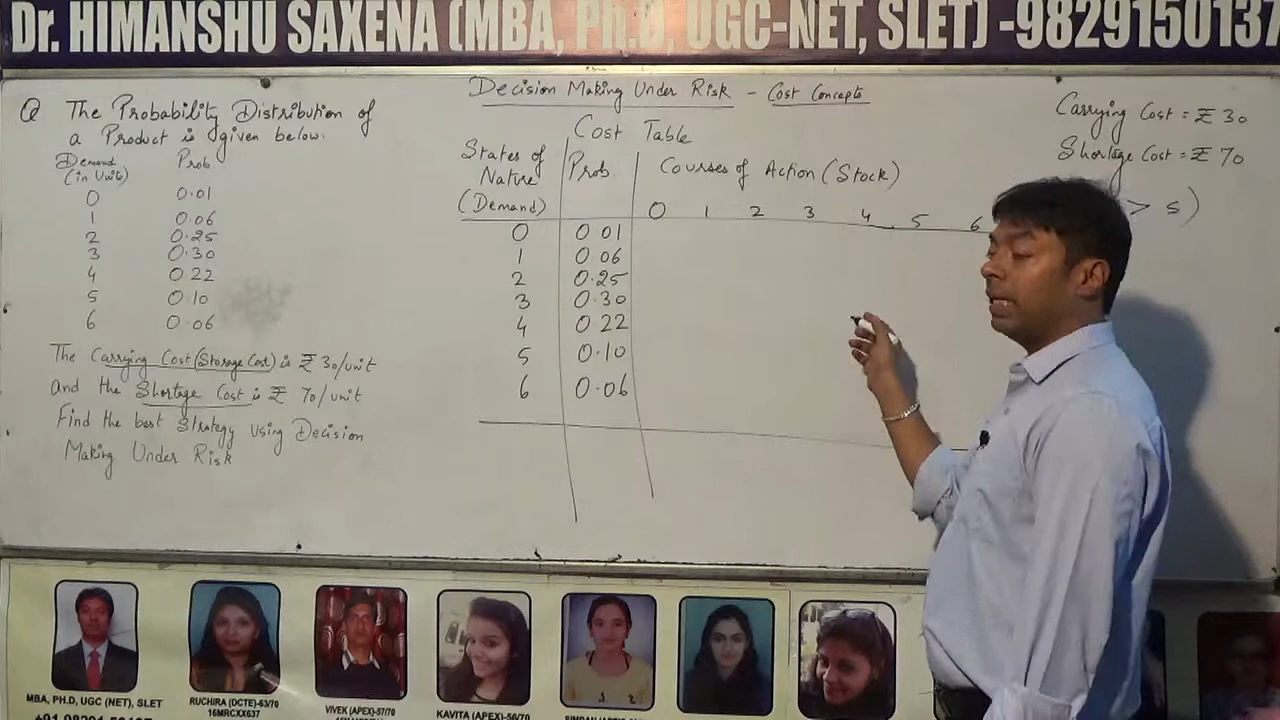 Dr. HIMANSHU SAXENA (MBA, Ph.D, UGC-NET, SLET) -9829150137
Decision Making Under Risk - Cost Concepts
Q The Probability Distribution of
a Product is given below.
Demand Prob
(in Unit)
0 0.01
1 0.06
2 0.25
3 0.30
4 0.22
5 0.10
6 0.06
The Carrying Cost (Storage Cost) is ₹ 30/unit
and the Shortage Cost is ₹ 70/unit
Find the best Strategy using Decision
Making Under Risk
Cost Table
States of Nature (Demand) Prob. Courses of Action (Stock)
0 1 2 3 4 5 6
0 0.01
1 0.06
2 0.25
3 0.30
4 0.22
5 0.10
6 0.06
Carrying Cost = ₹ 30
Shortage Cost = ₹ 70
> S)
MBA, PH.D, UGC (NET), SLET
RUCHIRA (DCTE)-63/70
16MRCXX637
VIVEK (APEX)-57/70
KAVITA (APEX)-56/70